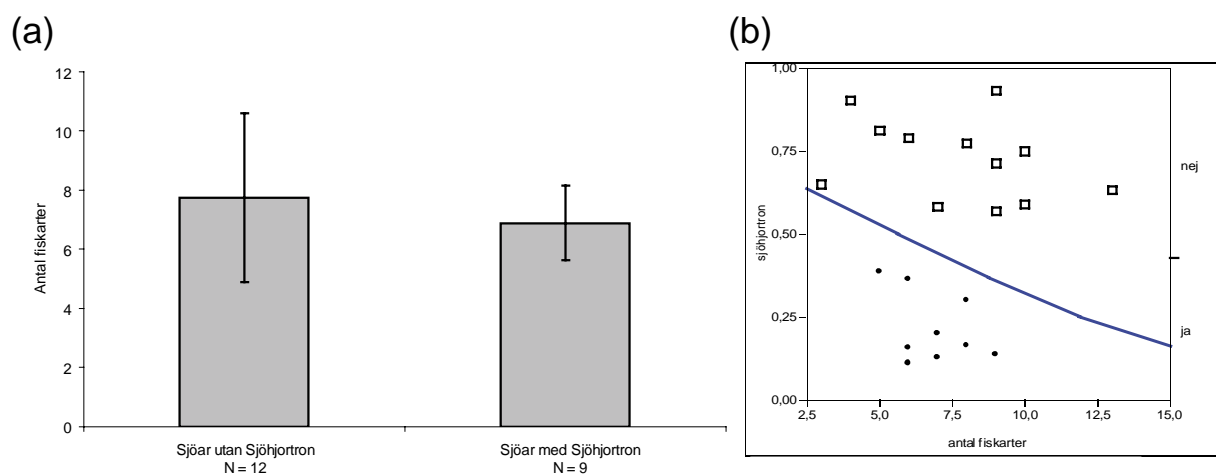 (a)
12
10
8
6
4
2
0
Antal fiskarter
Sjöar utan Sjöhjortron
N = 12
Sjöar med Sjöhjortron
N = 9
(b)
1,00
0,75
0,50
0,25
0,00
sjöhjortron
nej
ja
2,5 5,0 7,5 10,0 12,5 15,0
antal fiskarter